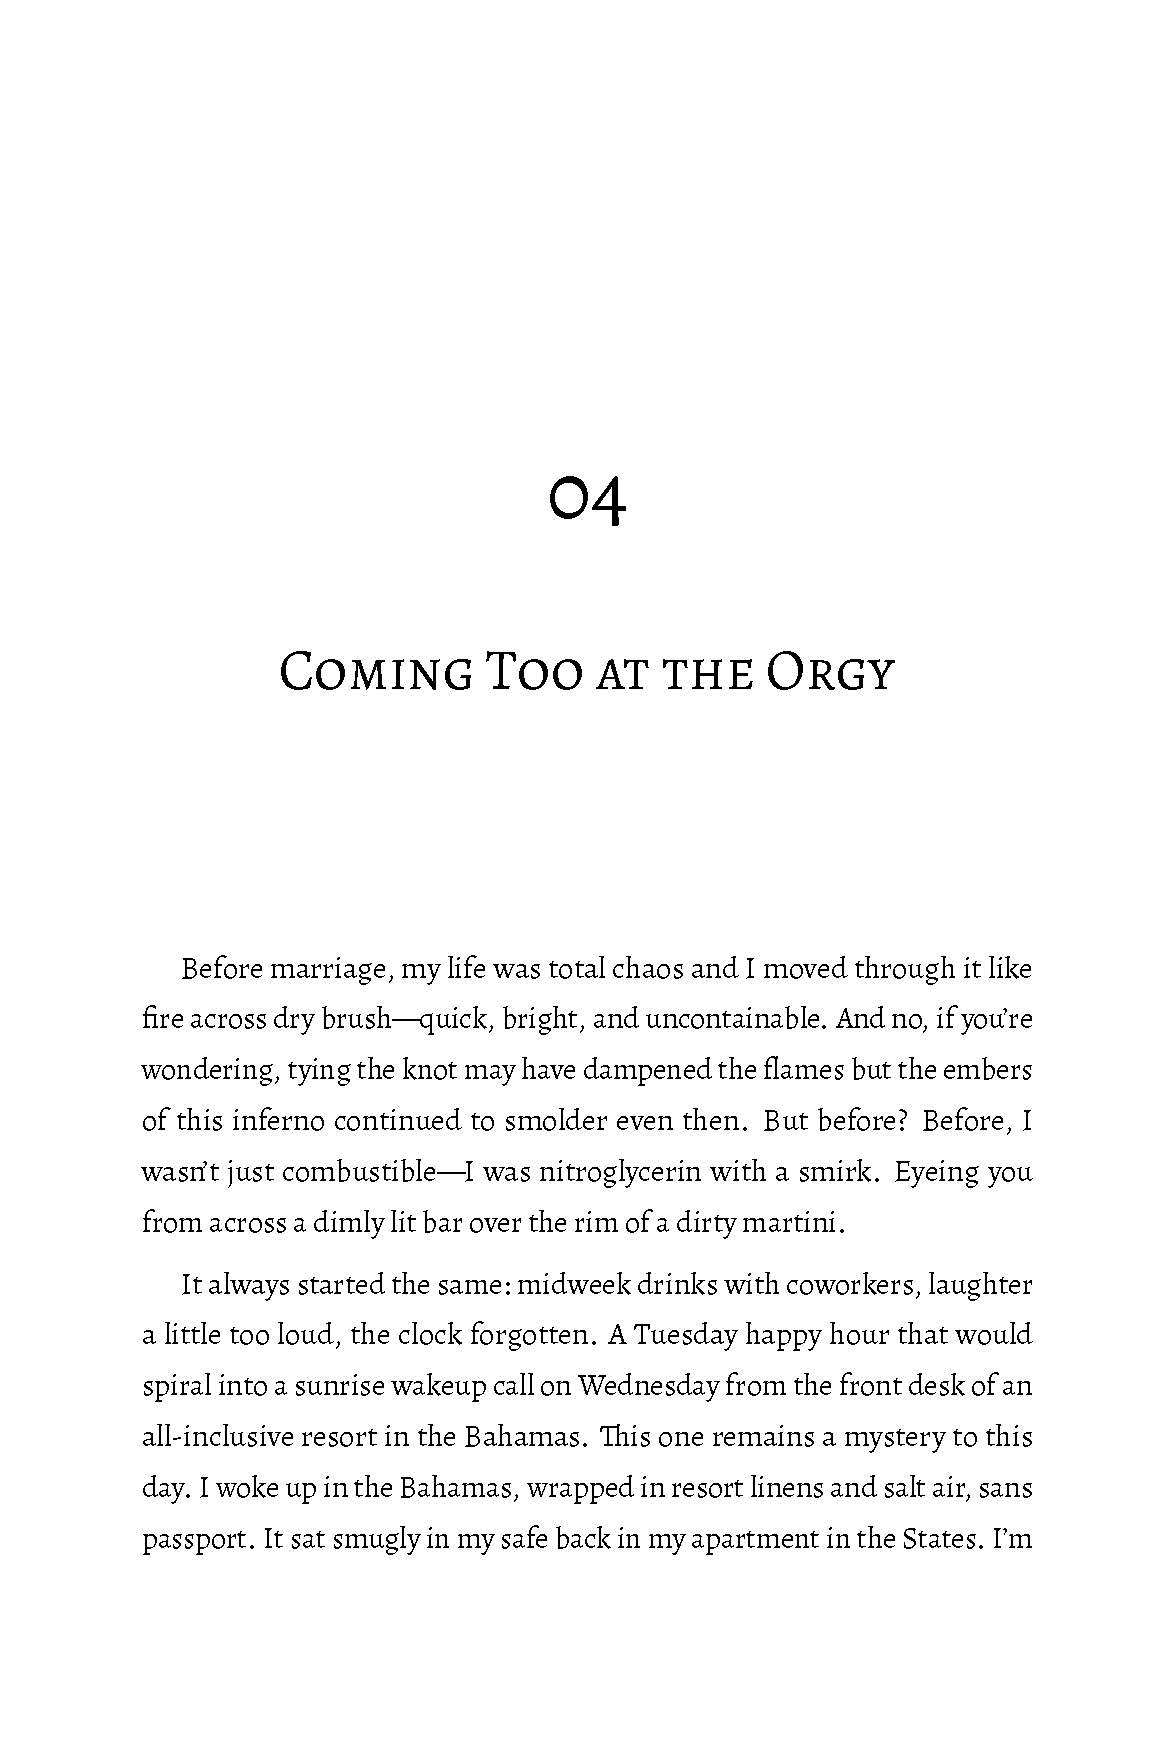 04
Coming Too at the Orgy
Before marriage, my life was total chaos and I moved through it like
fire across dry brush—quick, bright, and uncontainable. And no, if you’re
wondering, tying the knot may have dampened the flames but the embers
of this inferno continued to smolder even then. But before? Before, I
wasn’t just combustible—I was nitroglycerin with a smirk. Eyeing you
from across a dimly lit bar over the rim of a dirty martini.
It always started the same: midweek drinks with coworkers, laughter
a little too loud, the clock forgotten. A Tuesday happy hour that would
spiral into a sunrise wakeup call on Wednesday from the front desk of an
all-inclusive resort in the Bahamas. This one remains a mystery to this
day. I woke up in the Bahamas, wrapped in resort linens and salt air, sans
passport. It sat smugly in my safe back in my apartment in the States. I’m